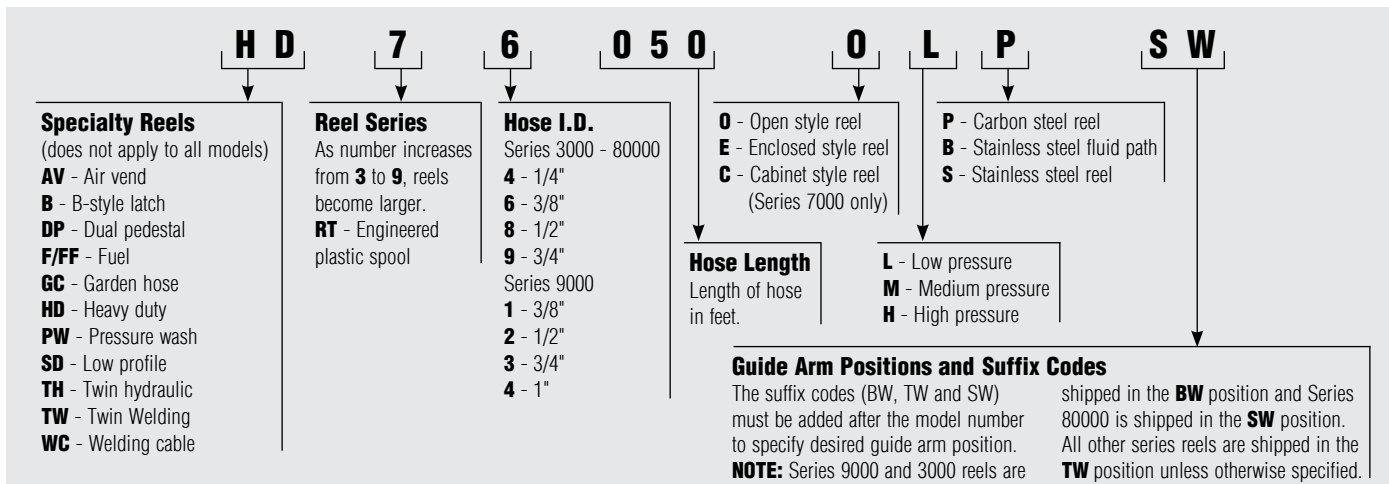 HD 7 6 050 O L P SW
Specialty Reels
(does not apply to all models)
AV - Air vend
B - B-style latch
DP - Dual pedestal
F/FF - Fuel
GC - Garden hose
HD - Heavy duty
PW - Pressure wash
SD - Low profile
TH - Twin hydraulic
TW - Twin Welding
WC - Welding cable
Reel Series
As number increases
from 3 to 9, reels
become larger.
RT - Engineered
plastic spool
Hose I.D.
Series 3000 - 80000
4 - 1/4"
6 - 3/8"
8 - 1/2"
9 - 3/4"
Series 9000
1 - 3/8"
2 - 1/2"
3 - 3/4"
4 - 1"
Hose Length
Length of hose
in feet.
O - Open style reel
E - Enclosed style reel
C - Cabinet style reel
(Series 7000 only)
L - Low pressure
M - Medium pressure
H - High pressure
P - Carbon steel reel
B - Stainless steel fluid path
S - Stainless steel reel
Guide Arm Positions and Suffix Codes
The suffix codes (BW, TW and SW)
must be added after the model number
to specify desired guide arm position.
NOTE: Series 9000 and 3000 reels are
shipped in the BW position and Series
80000 is shipped in the SW position.
All other series reels are shipped in the
TW position unless otherwise specified.